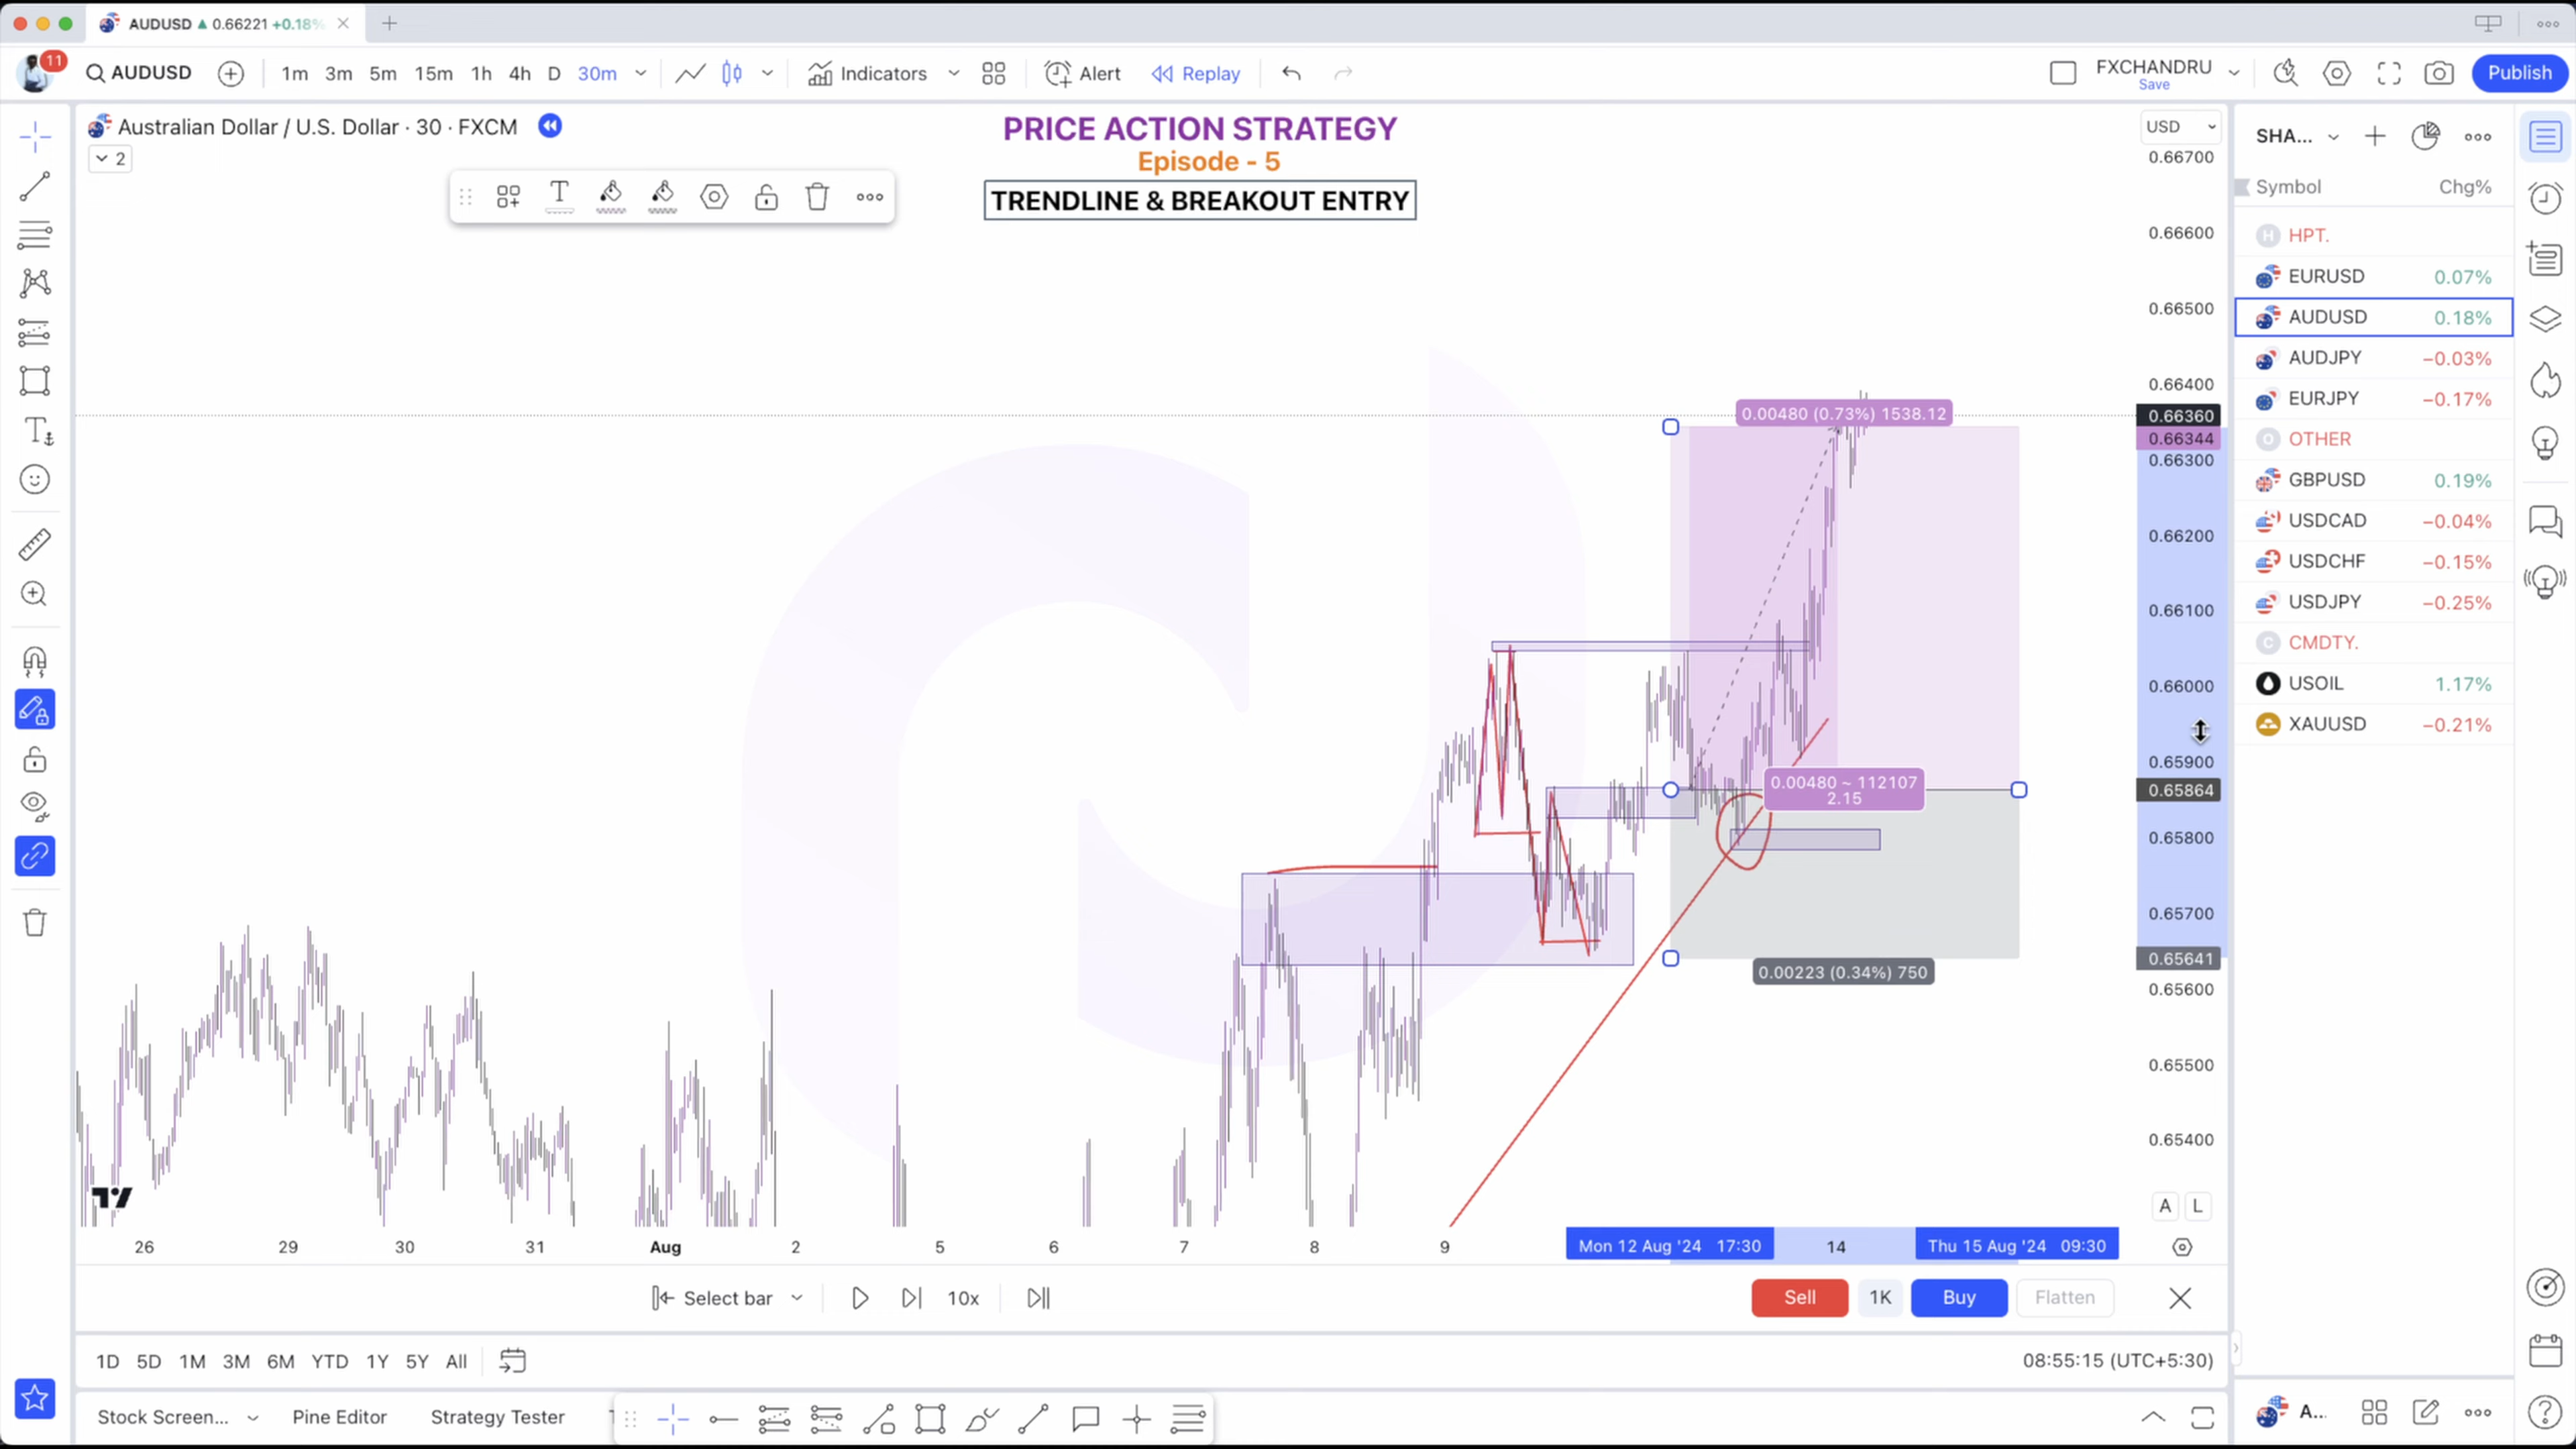 AUDUSD ▲ 0.66221 +0.18%
11
AUDUSD 1m 3m 5m 15m 1h 4h D 30m Indicators Alert Replay FXCHANDRU Publish
Save
Australian Dollar / U.S. Dollar · 30 · FXCM
2
PRICE ACTION STRATEGY
Episode - 5
TRENDLINE & BREAKOUT ENTRY
USD
0.66700
0.66600
0.66500
0.66400
0.66360
0.66344
0.66300
0.66200
0.66100
0.66000
0.65900
0.65864
0.65800
0.65700
0.65641
0.65600
0.65500
0.65400
A L
0.00480 (0.73%) 1538.12
0.00480 ~ 112107
2.15
0.00223 (0.34%) 750
26 29 30 31 Aug 2 5 6 7 8 9 Mon 12 Aug '24 17:30 14 Thu 15 Aug '24 09:30
Select bar 10x Sell 1K Buy Flatten
1D 5D 1M 3M 6M YTD 1Y 5Y All 08:55:15 (UTC+5:30)
Stock Screen... Pine Editor Strategy Tester
SHA...
Symbol Chg%
H HPT.
EURUSD 0.07%
AUDUSD 0.18%
AUDJPY −0.03%
EURJPY −0.17%
O OTHER
GBPUSD 0.19%
USDCAD −0.04%
USDCHF −0.15%
USDJPY −0.25%
C CMDTY.
USOIL 1.17%
XAUUSD −0.21%
A...